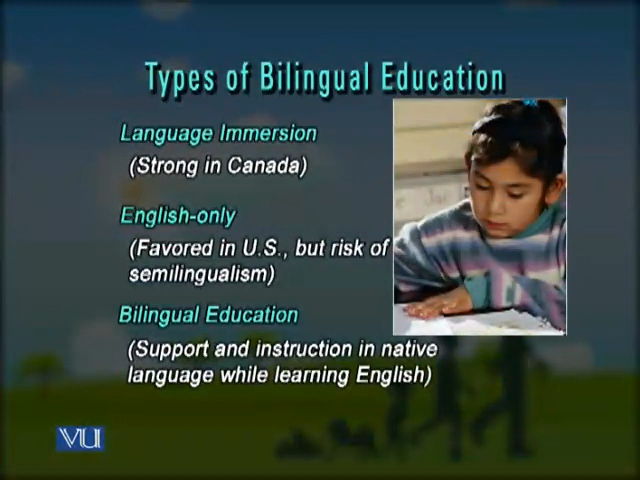 Types of Bilingual Education
Language Immersion
(Strong in Canada)
English-only
(Favored in U.S., but risk of
semilingualism)
Bilingual Education
(Support and instruction in native
language while learning English)
VU